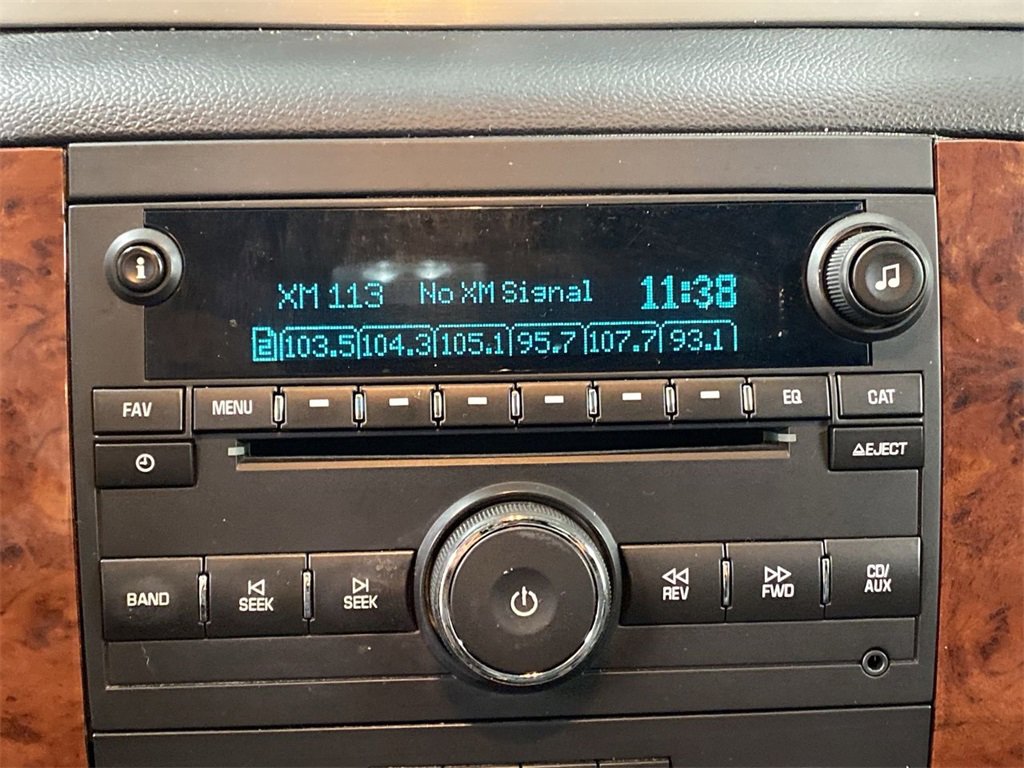 XM 113 No XM Signal 11:38
2 103.5 104.3 105.1 95.7 107.7 93.1
FAV MENU EQ CAT
EJECT
BAND SEEK SEEK REV FWD CD/
AUX